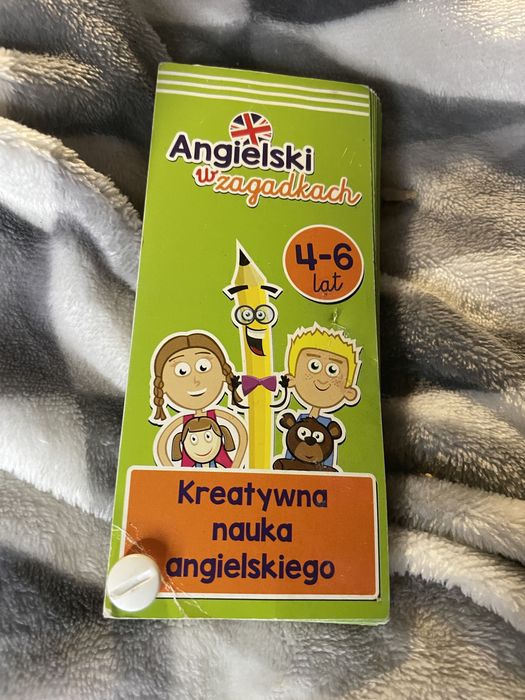 Angielski
w zagadkach
4-6
lat
Kreatywna
nauka
angielskiego